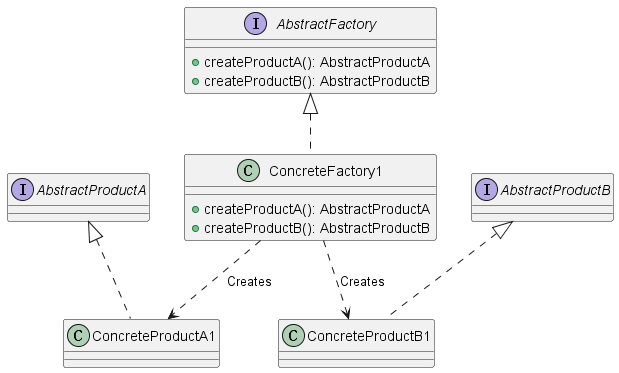 I AbstractFactory
createProductA(): AbstractProductA
createProductB(): AbstractProductB
I AbstractProductA
C ConcreteFactory1
createProductA(): AbstractProductA
createProductB(): AbstractProductB
I AbstractProductB
Creates
Creates
C ConcreteProductA1
C ConcreteProductB1